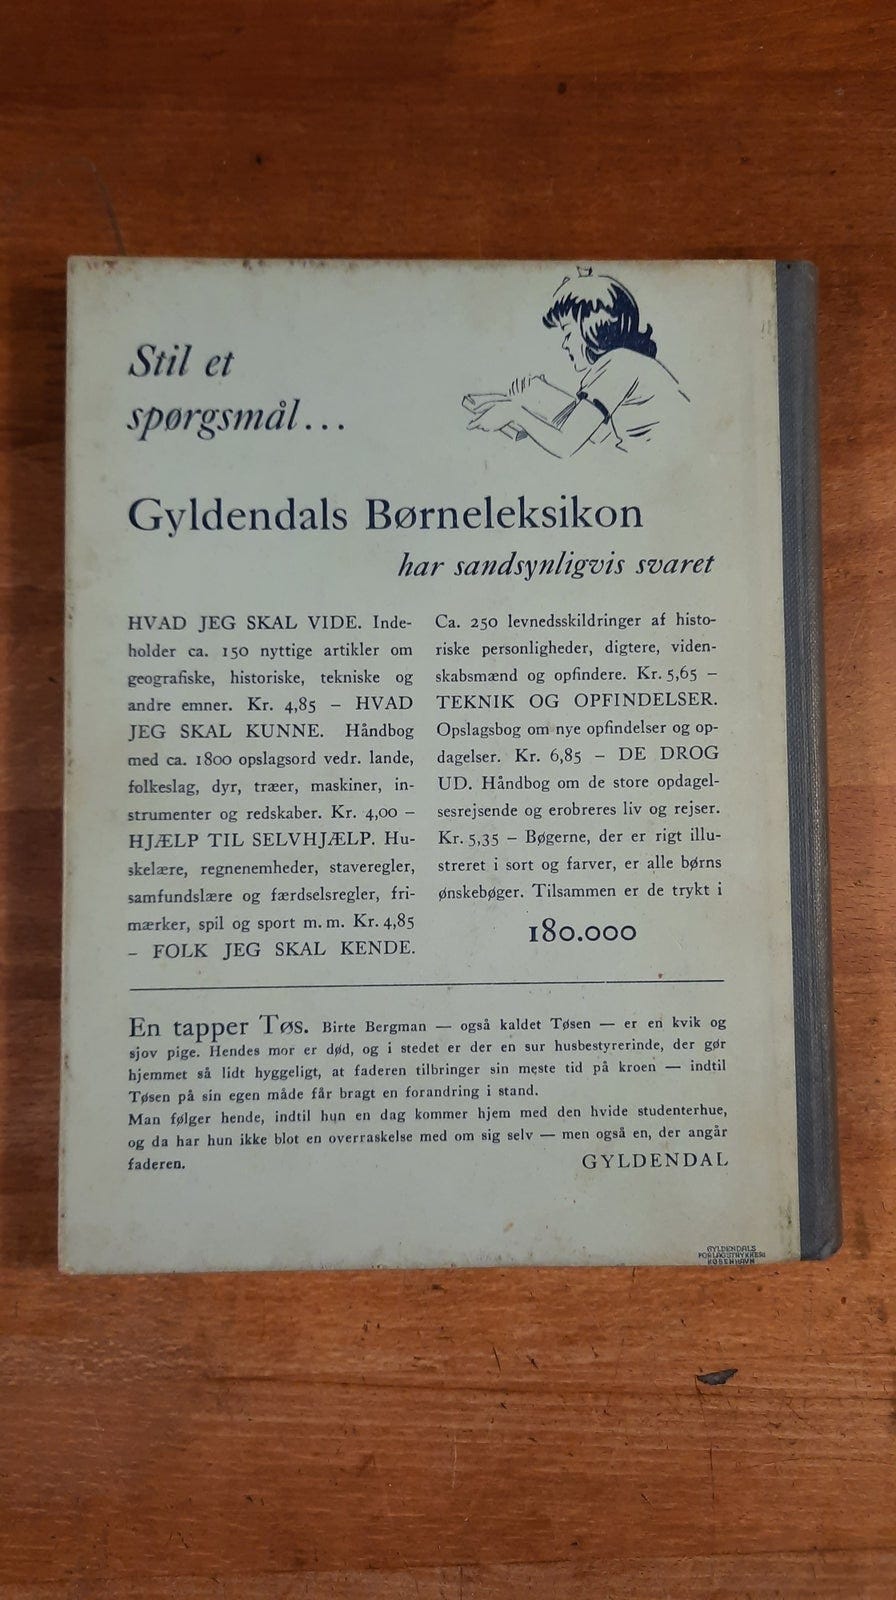 Stil et
spørgsmål...
Gyldendals Børneleksikon
har sandsynligvis svaret
HVAD JEG SKAL VIDE. Inde-
holder ca. 150 nyttige artikler om
geografiske, historiske, tekniske og
andre emner. Kr. 4,85 – HVAD
JEG SKAL KUNNE. Håndbog
med ca. 1800 opslagsord vedr. lande,
folkeslag, dyr, træer, maskiner, in-
strumenter og redskaber. Kr. 4,00 –
HJÆLP TIL SELVHJÆLP. Hu-
skelære, regnenemheder, staveregler,
samfundslære og færdselsregler, fri-
mærker, spil og sport m. m. Kr. 4,85
– FOLK JEG SKAL KENDE.
Ca. 250 levnedsskildringer af histo-
riske personligheder, digtere, viden-
skabsmænd og opfindere. Kr. 5,65 –
TEKNIK OG OPFINDELSER.
Opslagsbog om nye opfindelser og op-
dagelser. Kr. 6,85 – DE DROG
UD. Håndbog om de store opdagel-
sesrejsende og erobreres liv og rejser.
Kr. 5,35 – Bøgerne, der er rigt illu-
streret i sort og farver, er alle børns
ønskebøger. Tilsammen er de trykt i
180.000
En tapper Tøs. Birte Bergman — også kaldet Tøsen — er en kvik og
sjov pige. Hendes mor er død, og i stedet er der en sur husbestyrerinde, der gør
hjemmet så lidt hyggeligt, at faderen tilbringer sin meste tid på kroen — indtil
Tøsen på sin egen måde får bragt en forandring i stand.
Man følger hende, indtil hun en dag kommer hjem med den hvide studenterhue,
og da har hun ikke blot en overraskelse med om sig selv — men også en, der angår
faderen.
GYLDENDAL
GYLDENDALS
FORLAGSTRYKKERI
KØBENHAVN